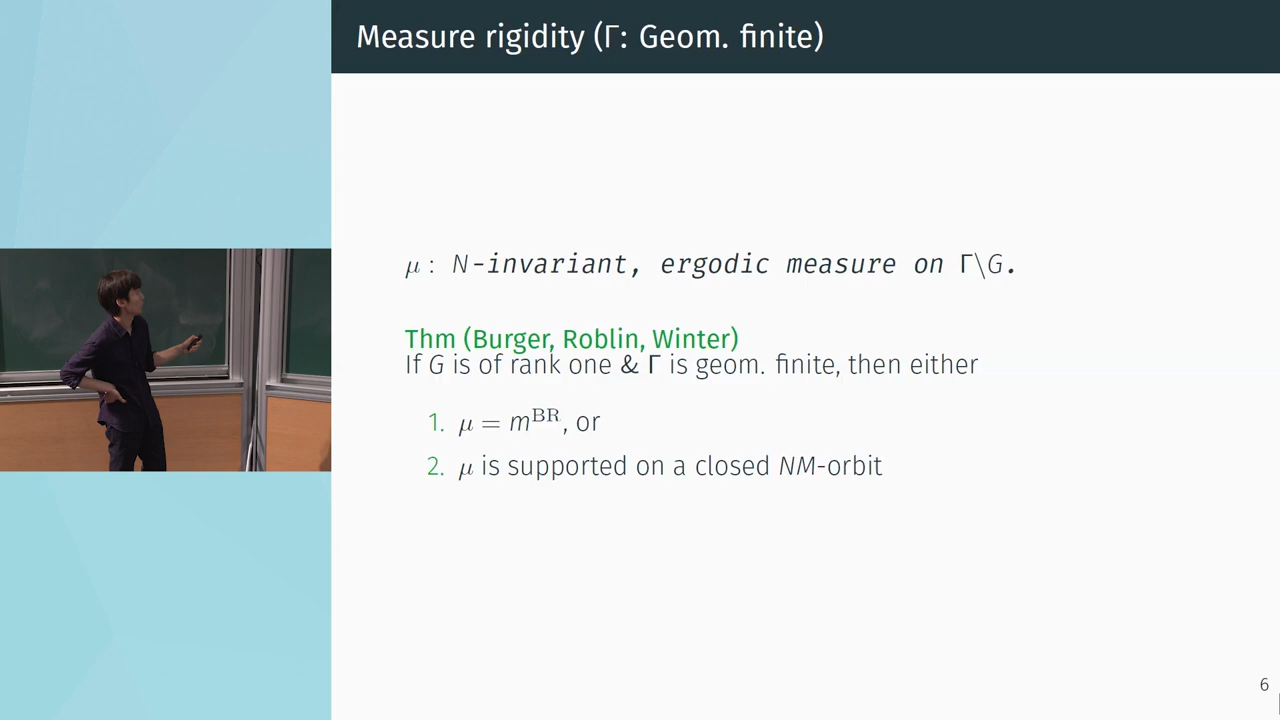 Measure rigidity (Γ: Geom. finite)
μ : N-invariant, ergodic measure on Γ\G.
Thm (Burger, Roblin, Winter)
If G is of rank one & Γ is geom. finite, then either
1. μ = m^BR, or
2. μ is supported on a closed NM-orbit
6